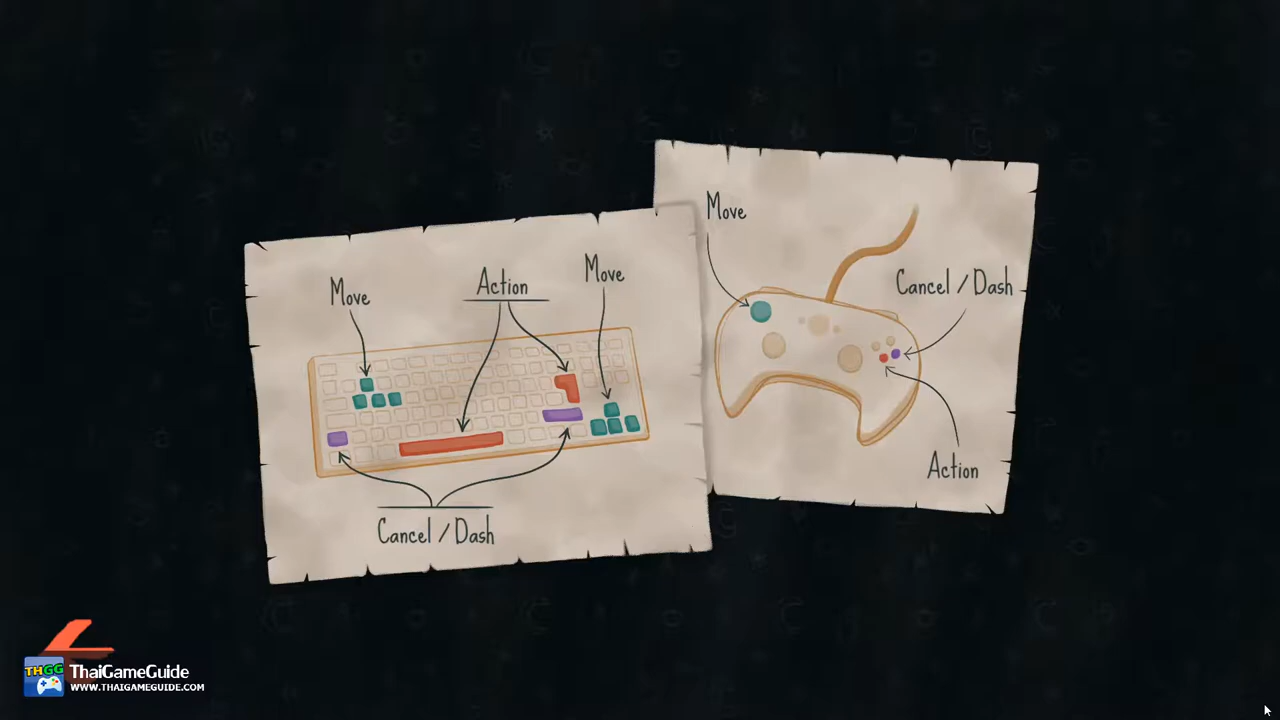 Move
Action
Move
Cancel / Dash
Move
Cancel / Dash
Action
THGG
ThaiGameGuide
WWW.THAIGAMEGUIDE.COM